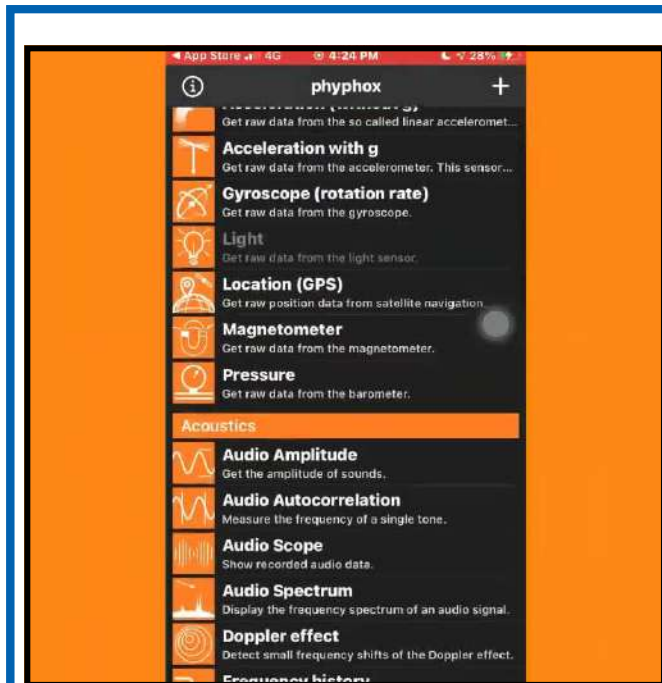 App Store 4G 4:24 PM 28%
phyphox
Acceleration (without g)
Get raw data from the so called linear acceleromet...
Acceleration with g
Get raw data from the accelerometer. This sensor...
Gyroscope (rotation rate)
Get raw data from the gyroscope.
Light
Get raw data from the light sensor.
Location (GPS)
Get raw position data from satellite navigation.
Magnetometer
Get raw data from the magnetometer.
Pressure
Get raw data from the barometer.
Acoustics
Audio Amplitude
Get the amplitude of sounds.
Audio Autocorrelation
Measure the frequency of a single tone.
Audio Scope
Show recorded audio data.
Audio Spectrum
Display the frequency spectrum of an audio signal.
Doppler effect
Detect small frequency shifts of the Doppler effect.
Frequency history